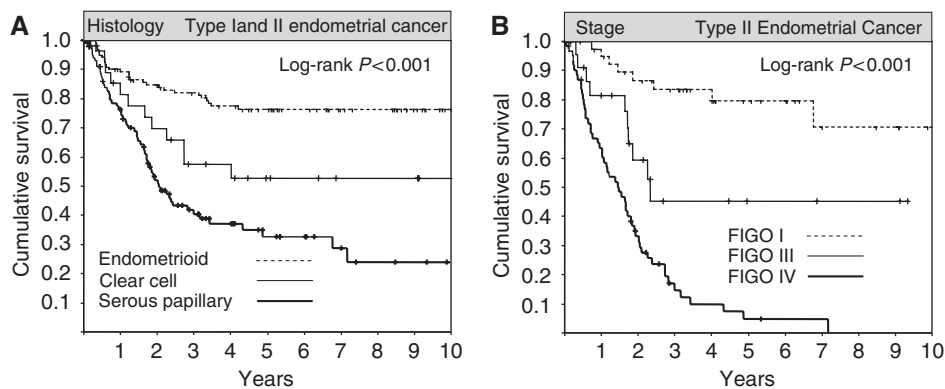 A
Histology Type Iand II endometrial cancer
Log-rank P<0.001
Cumulative survival
1.0
0.9
0.8
0.7
0.6
0.5
0.4
0.3
0.2
0.1
Endometrioid
Clear cell
Serous papillary
1 2 3 4 5 6 7 8 9 10
Years
B
Stage Type II Endometrial Cancer
Log-rank P<0.001
Cumulative survival
1.0
0.9
0.8
0.7
0.6
0.5
0.4
0.3
0.2
0.1
FIGO I
FIGO III
FIGO IV
1 2 3 4 5 6 7 8 9 10
Years